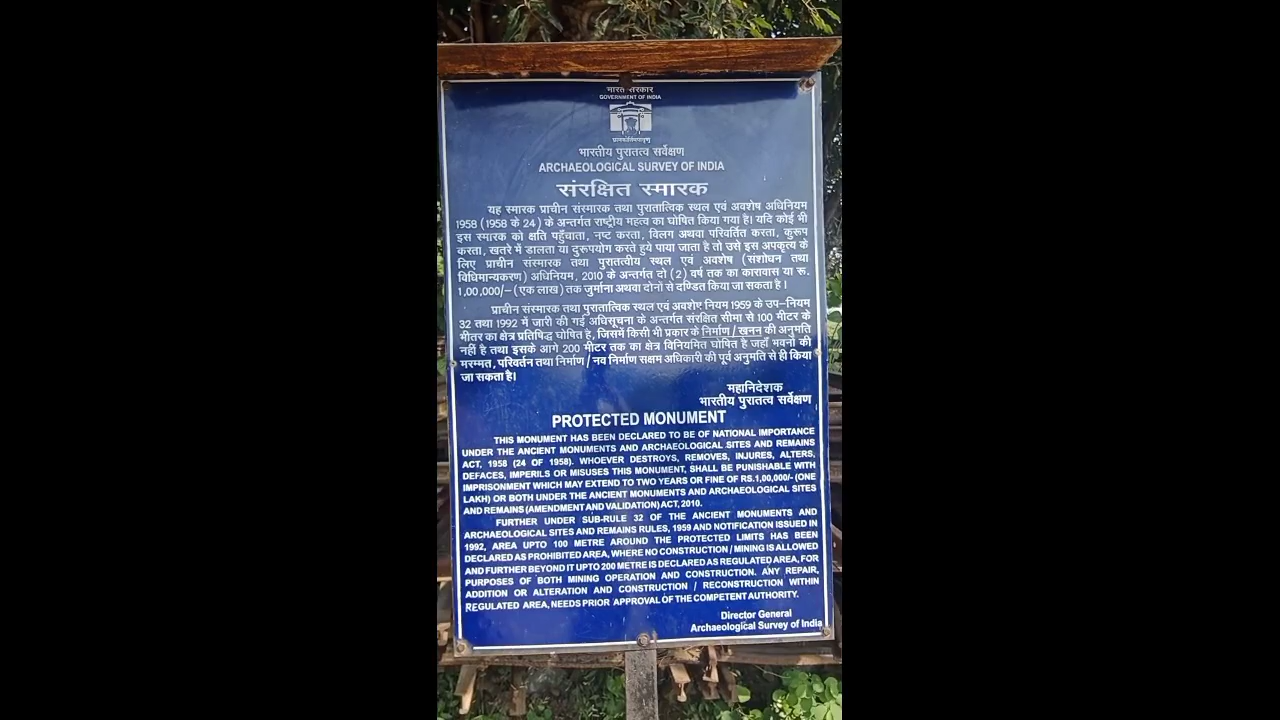 भारत सरकार
GOVERNMENT OF INDIA
भारतीय पुरातत्व सर्वेक्षण
ARCHAEOLOGICAL SURVEY OF INDIA
संरक्षित स्मारक
यह स्मारक प्राचीन संस्मारक तथा पुरातात्विक स्थल एवं अवशेष अधिनियम
1958 (1958 के 24) के अन्तर्गत राष्ट्रीय महत्व का घोषित किया गया है। यदि कोई भी
इस स्मारक को क्षति पहुँचाता, नष्ट करता, विलग अथवा परिवर्तित करता, कुरूप
करता, खतरे में डालता या दुरूपयोग करते हुये पाया जाता है तो उसे इस अपकृत्य के
लिए प्राचीन संस्मारक तथा पुरातत्वीय स्थल एवं अवशेष (संशोधन तथा
विधिमान्यकरण) अधिनियम, 2010 के अन्तर्गत दो (2) वर्ष तक का कारावास या रू.
1,00,000/– (एक लाख) तक जुर्माना अथवा दोनों से दण्डित किया जा सकता है।
प्राचीन संस्मारक तथा पुरातात्विक स्थल एवं अवशेष नियम 1959 के उप–नियम
32 तथा 1992 में जारी की गई अधिसूचना के अन्तर्गत संरक्षित सीमा से 100 मीटर के
मीतर का क्षेत्र प्रतिषिद्ध घोषित है, जिसमें किसी भी प्रकार के निर्माण / खनन की अनुमति
नहीं है तथा इसके आगे 200 मीटर तक का क्षेत्र विनियमित घोषित है जहाँ भवनों की
मरम्मत, परिवर्तन तथा निर्माण / नव निर्माण सक्षम अधिकारी की पूर्व अनुमति से ही किया
जा सकता है।
महानिदेशक
भारतीय पुरातत्व सर्वेक्षण
PROTECTED MONUMENT
THIS MONUMENT HAS BEEN DECLARED TO BE OF NATIONAL IMPORTANCE
UNDER THE ANCIENT MONUMENTS AND ARCHAEOLOGICAL SITES AND REMAINS
ACT, 1958 (24 OF 1958). WHOEVER DESTROYS, REMOVES, INJURES, ALTERS,
DEFACES, IMPERILS OR MISUSES THIS MONUMENT, SHALL BE PUNISHABLE WITH
IMPRISONMENT WHICH MAY EXTEND TO TWO YEARS OR FINE OF RS.1,00,000/- (ONE
LAKH) OR BOTH UNDER THE ANCIENT MONUMENTS AND ARCHAEOLOGICAL SITES
AND REMAINS (AMENDMENT AND VALIDATION) ACT, 2010.
FURTHER UNDER SUB-RULE 32 OF THE ANCIENT MONUMENTS AND
ARCHAEOLOGICAL SITES AND REMAINS RULES, 1959 AND NOTIFICATION ISSUED IN
1992, AREA UPTO 100 METRE AROUND THE PROTECTED LIMITS HAS BEEN
DECLARED AS PROHIBITED AREA, WHERE NO CONSTRUCTION / MINING IS ALLOWED
AND FURTHER BEYOND IT UPTO 200 METRE IS DECLARED AS REGULATED AREA, FOR
PURPOSES OF BOTH MINING OPERATION AND CONSTRUCTION. ANY REPAIR,
ADDITION OR ALTERATION AND CONSTRUCTION / RECONSTRUCTION WITHIN
REGULATED AREA, NEEDS PRIOR APPROVAL OF THE COMPETENT AUTHORITY.
Director General
Archaeological Survey of India